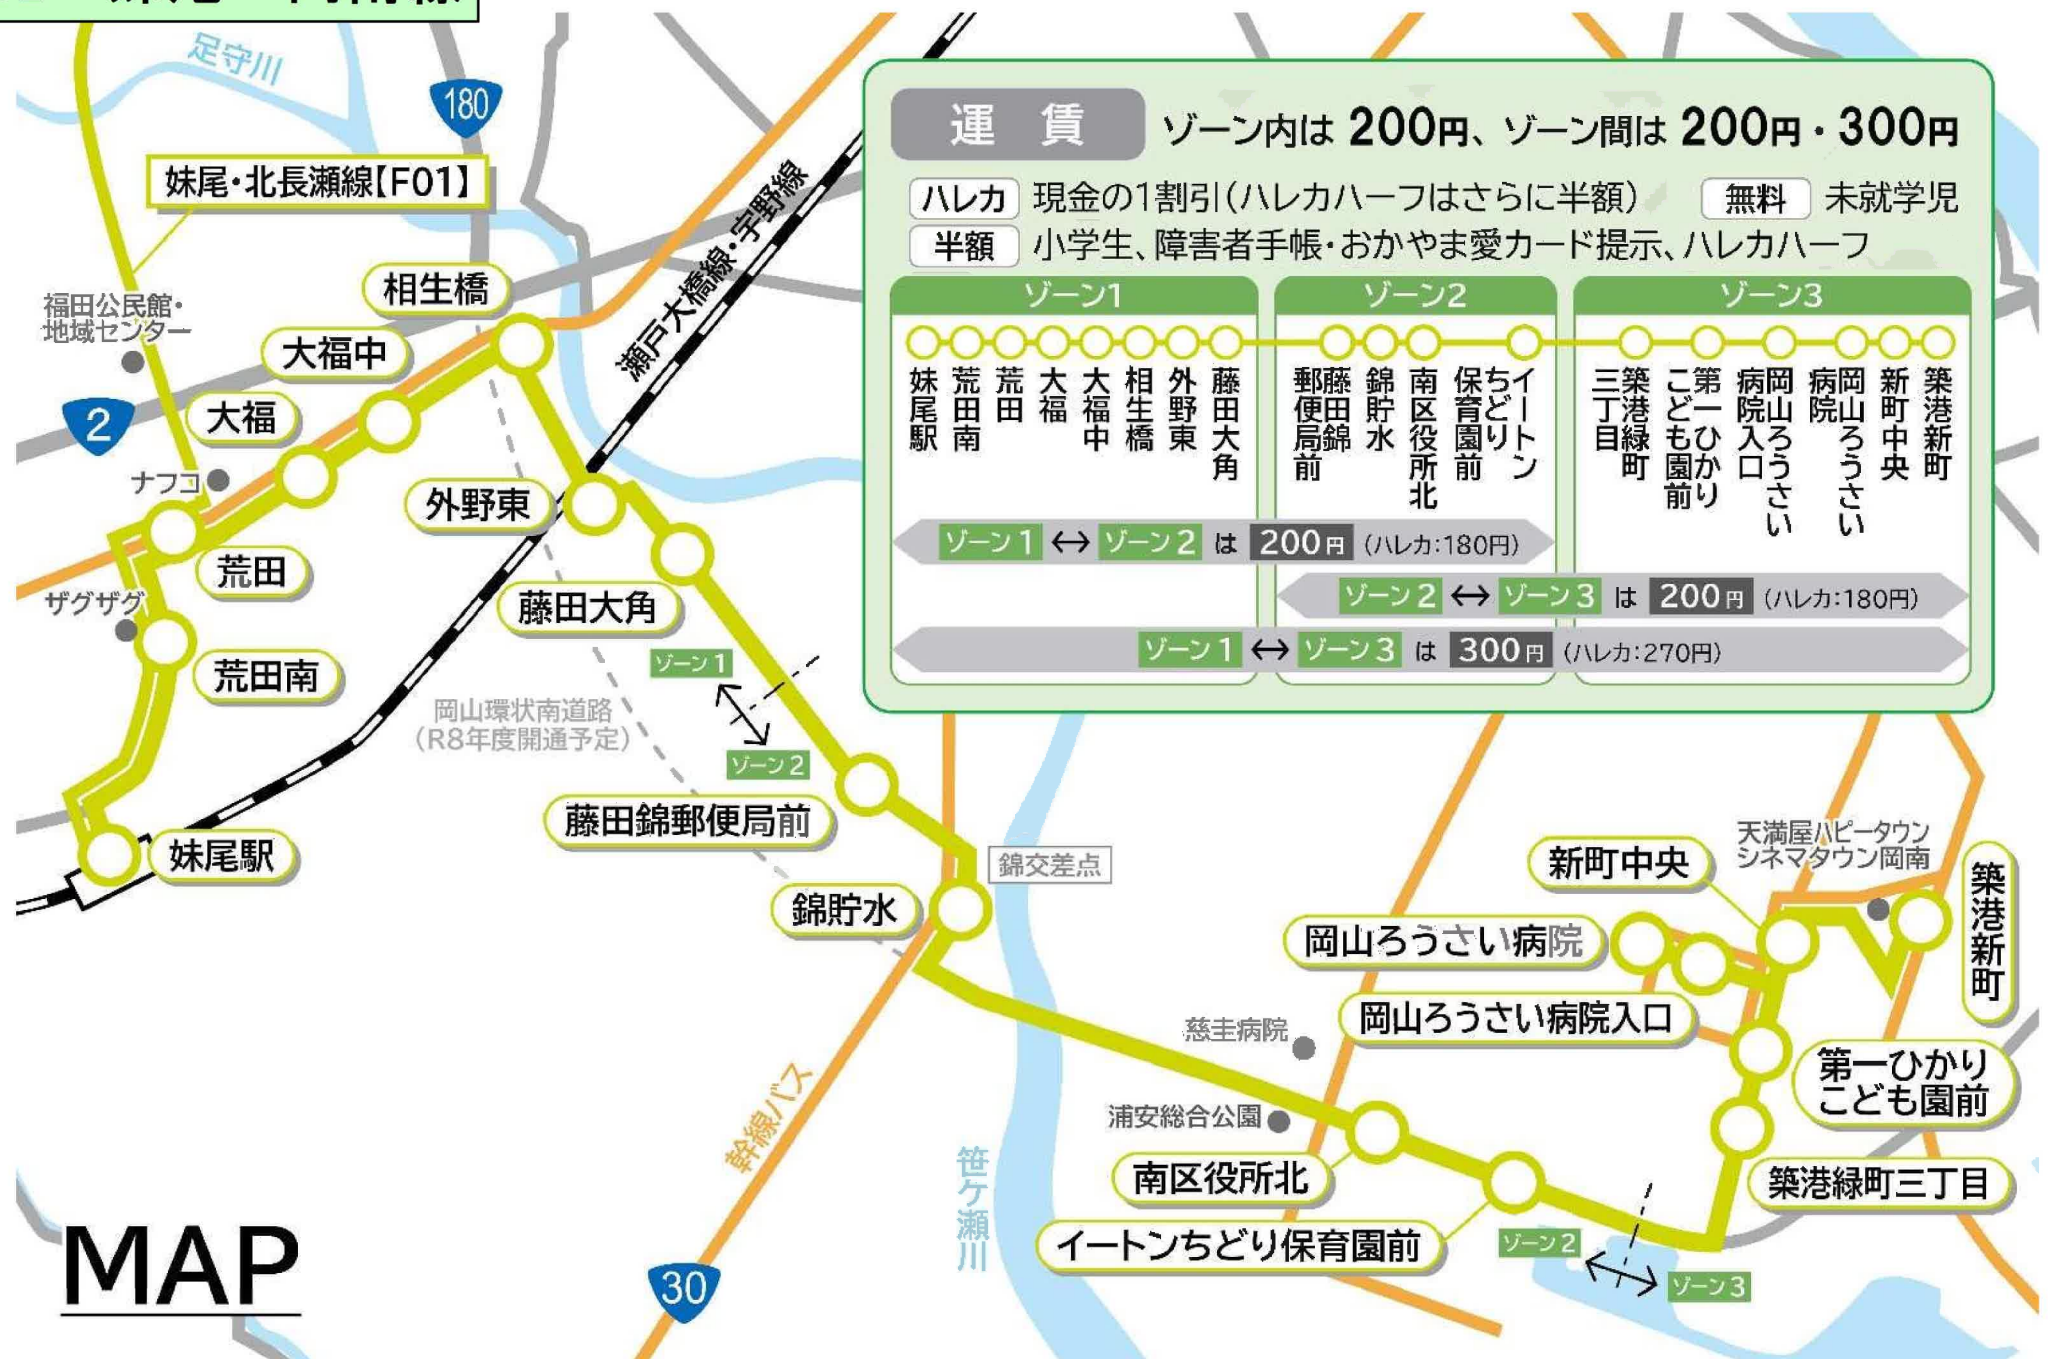 足守川
180
妹尾・北長瀬線【F01】
福田公民館・
地域センター
相生橋
大福中
大福
2
ナフコ
荒田
ザグザグ
荒田南
妹尾駅
外野東
藤田大角
瀬戸大橋線・宇野線
ゾーン1
ゾーン2
岡山環状南道路
（R8年度開通予定）
藤田錦郵便局前
錦交差点
錦貯水
幹線バス
30
笹ケ瀬川
慈圭病院
浦安総合公園
南区役所北
イートンちどり保育園前
ゾーン2
ゾーン3
築港緑町三丁目
第一ひかり
こども園前
岡山ろうさい病院入口
岡山ろうさい病院
新町中央
天満屋ハピータウン
シネマタウン岡南
築港新町
MAP
運賃 ゾーン内は 200円、ゾーン間は 200円・300円
ハレカ 現金の1割引（ハレカハーフはさらに半額） 無料 未就学児
半額 小学生、障害者手帳・おかやま愛カード提示、ハレカハーフ
ゾーン1
妹尾駅
荒田南
荒田
大福
大福中
相生橋
外野東
藤田大角
ゾーン2
藤田錦
郵便局前
錦貯水
南区役所北
イートン
ちどり
保育園前
ゾーン3
築港緑町
三丁目
第一ひかり
こども園前
岡山ろうさい
病院入口
岡山ろうさい
病院
新町中央
築港新町
ゾーン1 ↔ ゾーン2 は 200円 （ハレカ：180円）
ゾーン2 ↔ ゾーン3 は 200円 （ハレカ：180円）
ゾーン1 ↔ ゾーン3 は 300円 （ハレカ：270円）